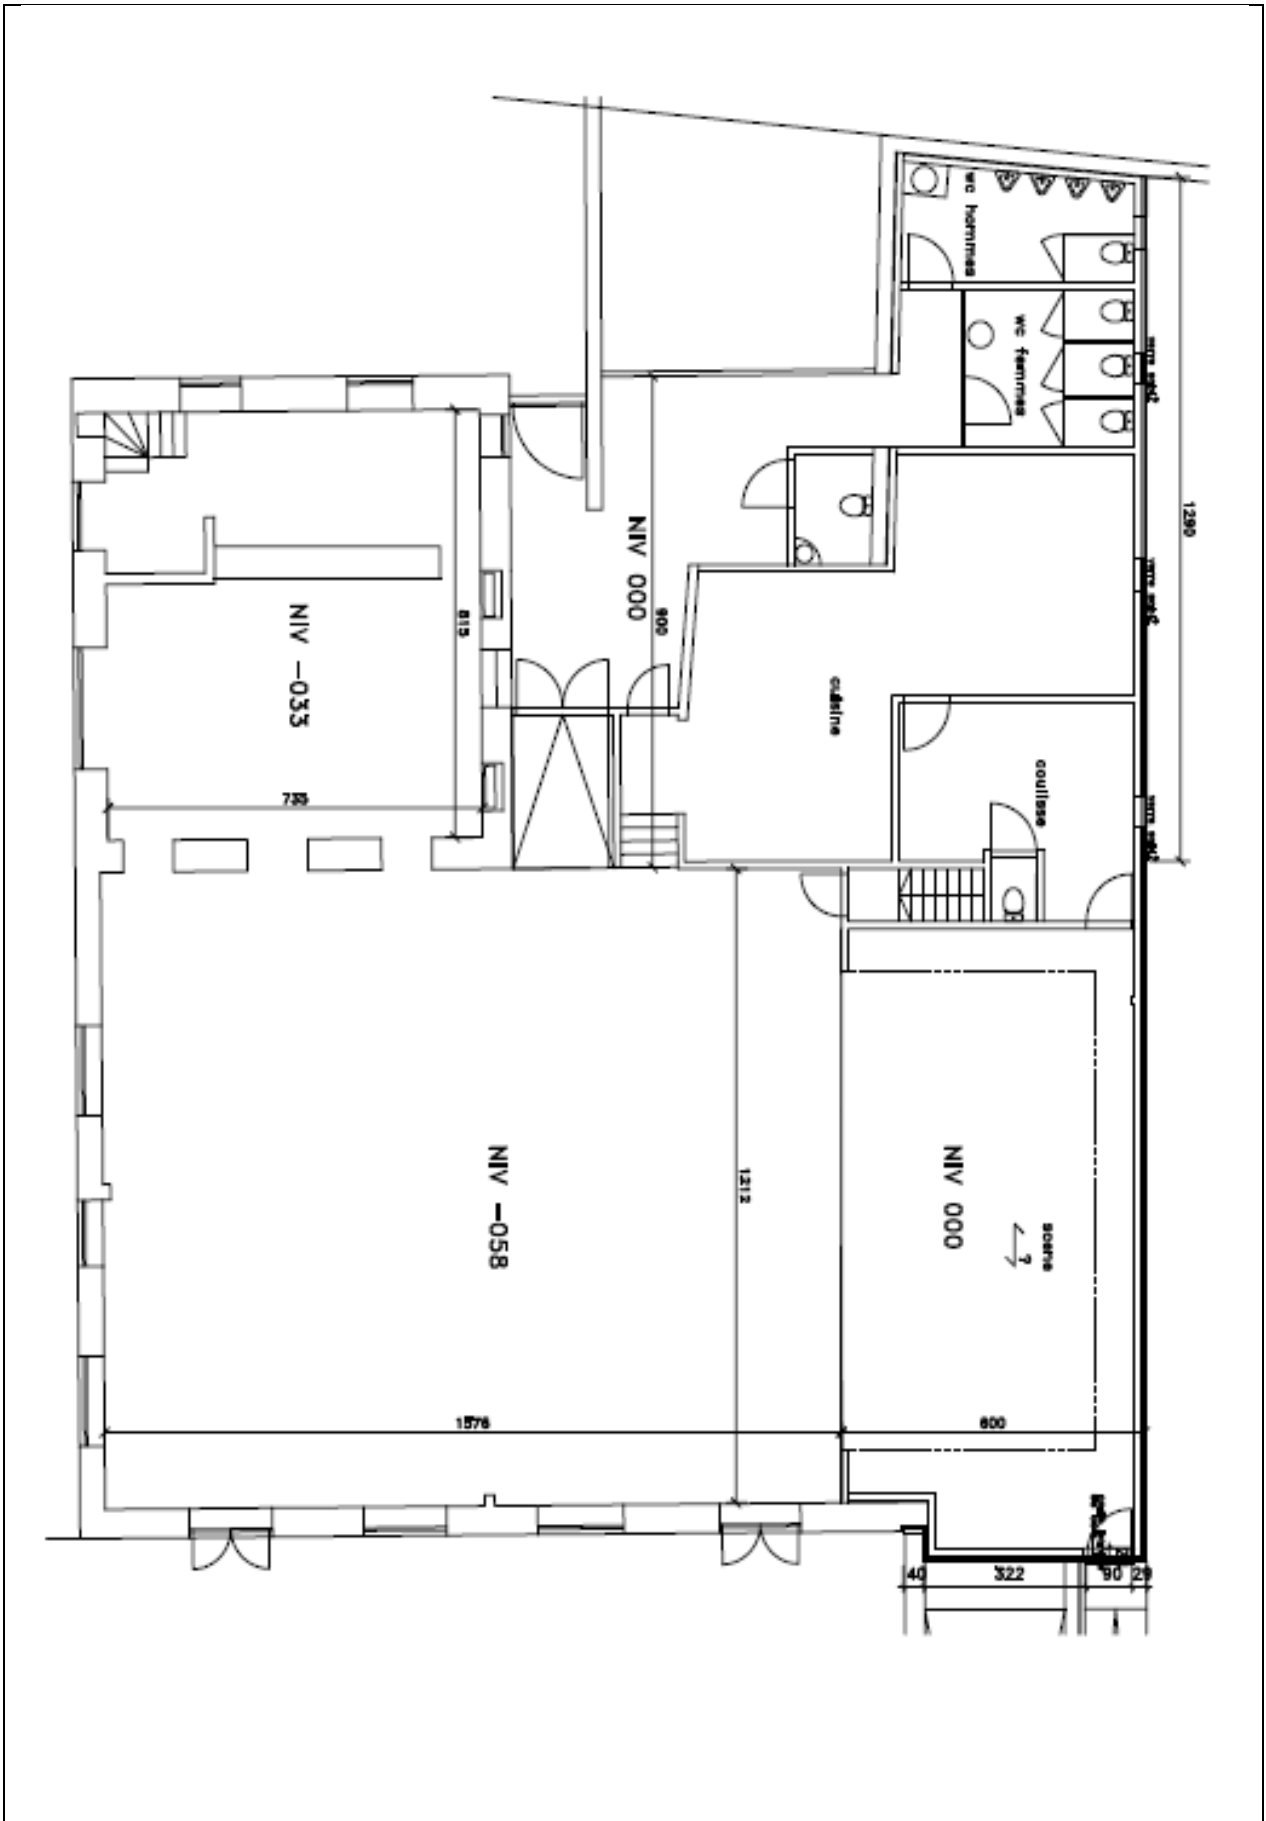 wc hommes
wc femmes
1290
NIV 000
900
815
NIV -033
735
cuisine
coulisse
NIV -058
1212
NIV 000
scene
?
1576
600
40
322
90
29